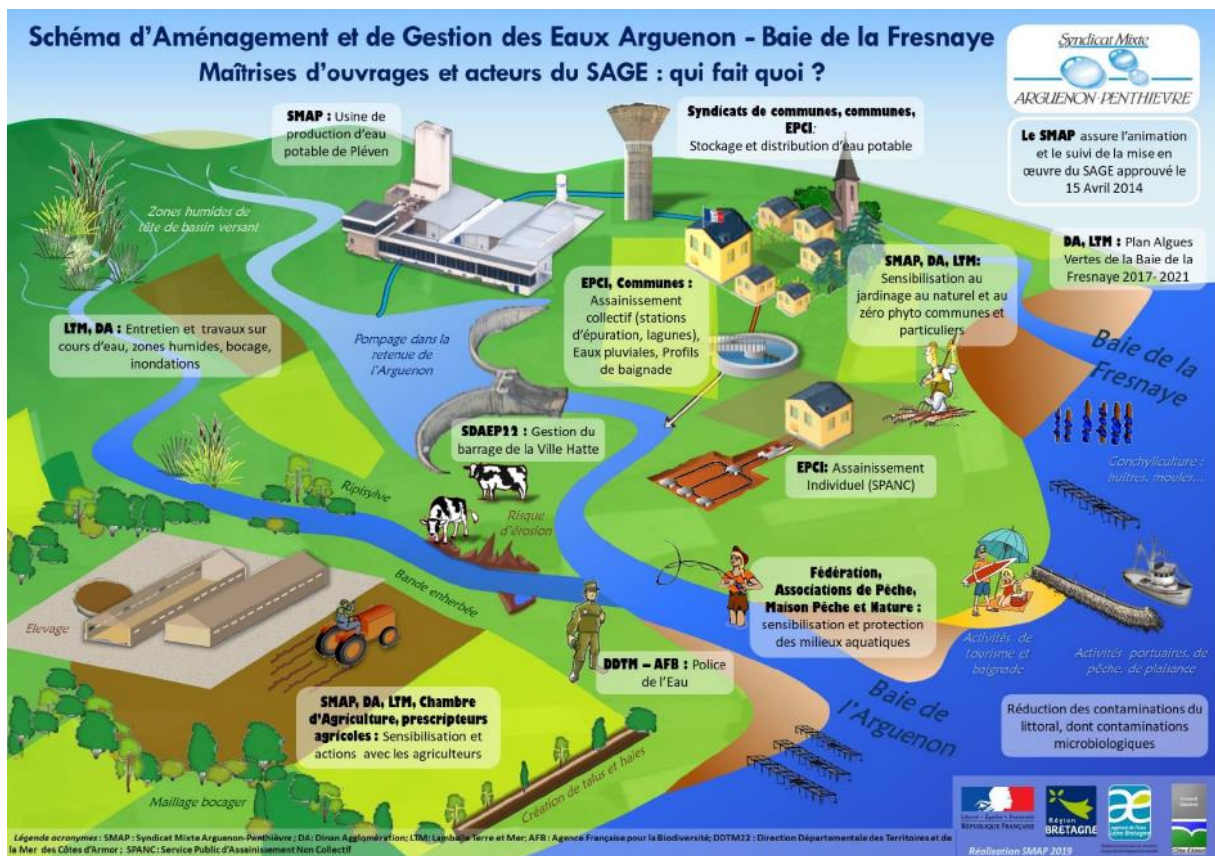 Schéma d'Aménagement et de Gestion des Eaux Arguenon - Baie de la Fresnaye
Maîtrises d'ouvrages et acteurs du SAGE : qui fait quoi ?
Syndicat Mixte
ARGUENON-PENTHIEVRE
SMAP : Usine de
production d'eau
potable de Pléven
Syndicats de communes, communes,
EPCI:
Stockage et distribution d'eau potable
Le SMAP assure l'animation
et le suivi de la mise en
œuvre du SAGE approuvé le
15 Avril 2014
Zones humides de
tête de bassin versant
DA, LTM : Plan Algues
Vertes de la Baie de la
Fresnaye 2017- 2021
SMAP, DA, LTM:
Sensibilisation au
jardinage au naturel et au
zéro phyto communes et
particuliers
EPCI, Communes :
Assainissement
collectif (stations
d'épuration, lagunes),
Eaux pluviales, Profils
de baignade
LTM, DA : Entretien et travaux sur
cours d'eau, zones humides, bocage,
inondations
Pompage dans la
retenue de
l'Arguenon
Baie de la
Fresnaye
SDAEP22 : Gestion du
barrage de la Ville Hatte
EPCI: Assainissement
Individuel (SPANC)
Conchyliculture :
huîtres, moules...
Ripisylve
Risque
d'érosion
Bande enherbée
Elevage
Fédération,
Associations de Pêche,
Maison Pêche et Nature :
sensibilisation et protection
des milieux aquatiques
Activités de
tourisme et
baignade
Activités portuaires, de
pêche, de plaisance
DDTM – AFB : Police
de l'Eau
Baie de
l'Arguenon
SMAP, DA, LTM, Chambre
d'Agriculture, prescripteurs
agricoles : Sensibilisation et
actions avec les agriculteurs
Réduction des contaminations du
littoral, dont contaminations
microbiologiques
Maillage bocager
Création de talus et haies
Liberté • Égalité • Fraternité
RÉPUBLIQUE FRANÇAISE
Région
BRETAGNE
Conseil
Général
Côtes d'Armor
Réalisation SMAP 2019
Légende acronymes : SMAP : Syndicat Mixte Arguenon-Penthièvre ; DA: Dinan Agglomération; LTM: Lamballe Terre et Mer; AFB : Agence Française pour la Biodiversité; DDTM22 : Direction Départementale des Territoires et de
la Mer des Côtes d'Armor ; SPANC: Service Public d'Assainissement Non Collectif